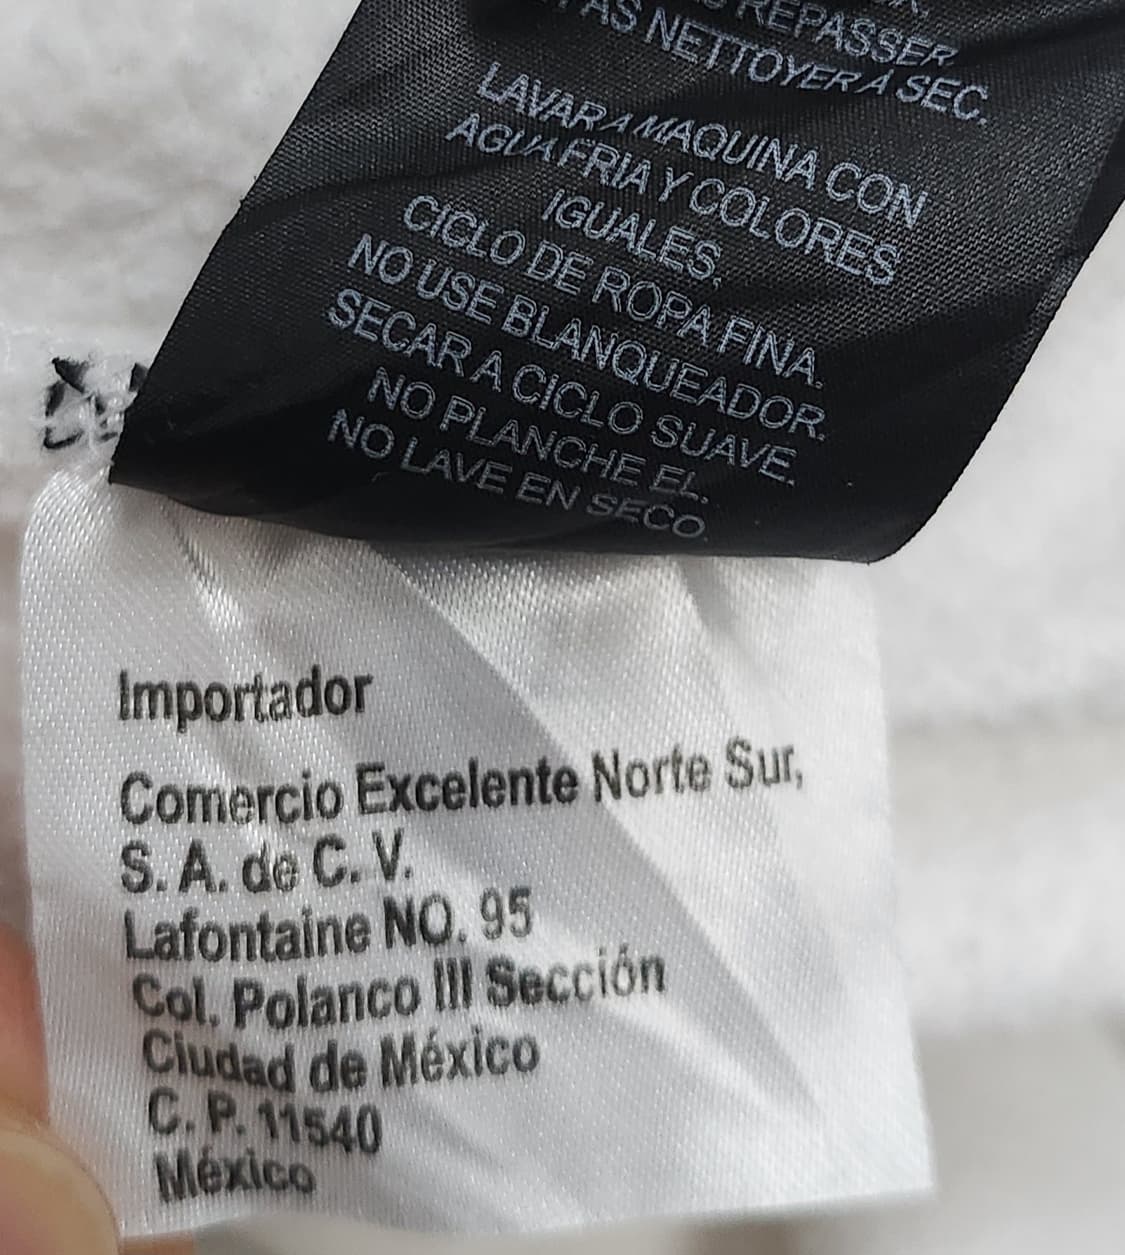 REPASSER
PAS NETTOYER Á SEC.
LAVAR A MAQUINA CON
AGUA FRIA Y COLORES
IGUALES,
CICLO DE ROPA FINA.
NO USE BLANQUEADOR.
SECAR A CICLO SUAVE.
NO PLANCHE EL.
NO LAVE EN SECO.
Importador
Comercio Excelente Norte Sur,
S. A. de C. V.
Lafontaine NO. 95
Col. Polanco III Sección
Ciudad de México
C. P. 11540
México